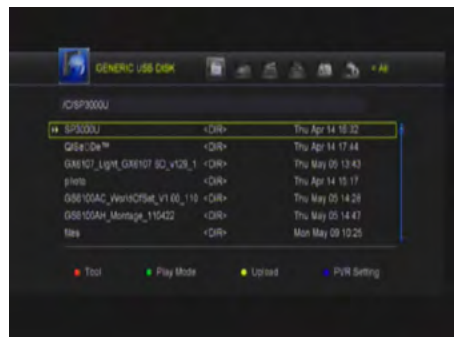 GENERIC USB DISK < All
/C/SP3000U
SP3000U <DIR> Thu Apr 14 16:32
<DIR> Thu Apr 14 17:44
GX6107_Light_GX6107 SD_v128_1 <DIR> Thu May 05 13:43
photo <DIR> Thu Apr 14 15:17
GS6100AC_WorldOfSet_V1.00_110 <DIR> Thu May 05 14:28
GS6100AH_Montage_110422 <DIR> Thu May 05 14:47
files <DIR> Mon May 09 10:25
Tool Play Mode Upload PVR Setting